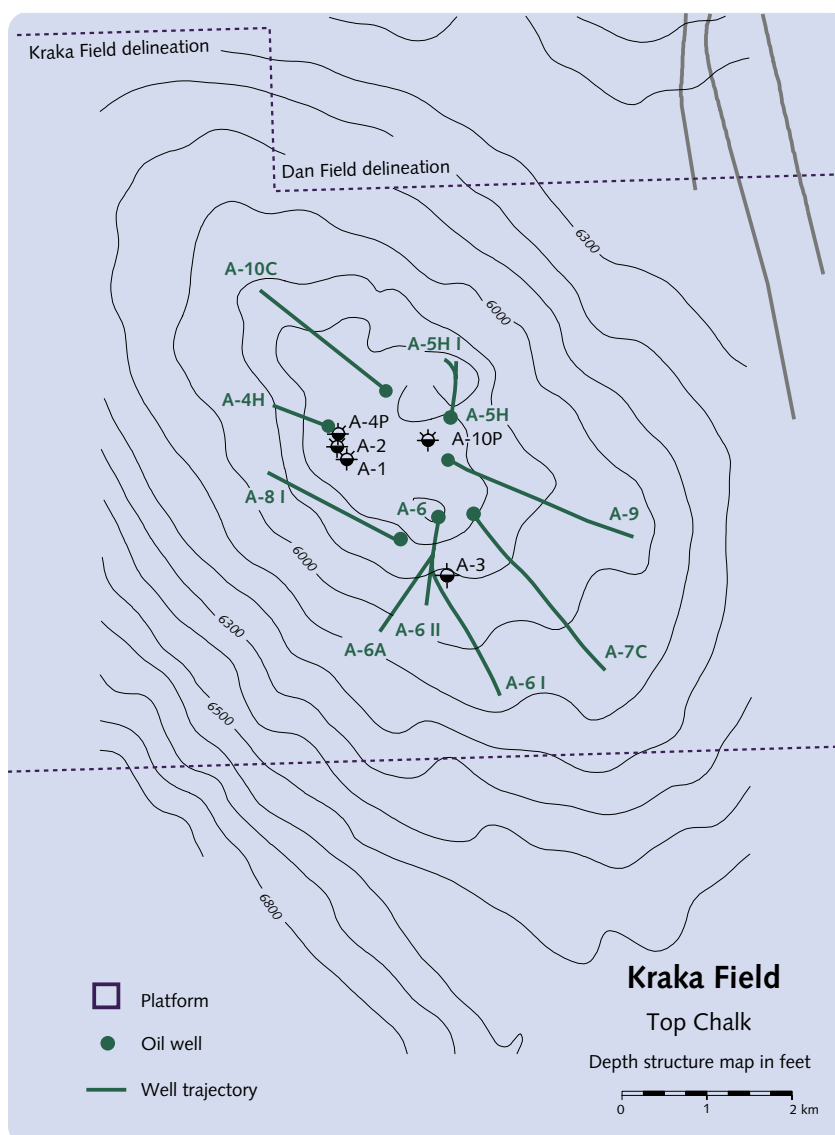 Kraka Field delineation
Dan Field delineation
6300
A-10C
6000
A-5H I
A-4H
A-4P
A-5H
A-10P
A-2
A-1
A-8 I
A-6
A-9
6000
A-3
6300
A-6 II
A-6A
A-7C
A-6 I
6500
6800
Kraka Field
Top Chalk
Depth structure map in feet
0 1 2 km
Platform
Oil well
Well trajectory